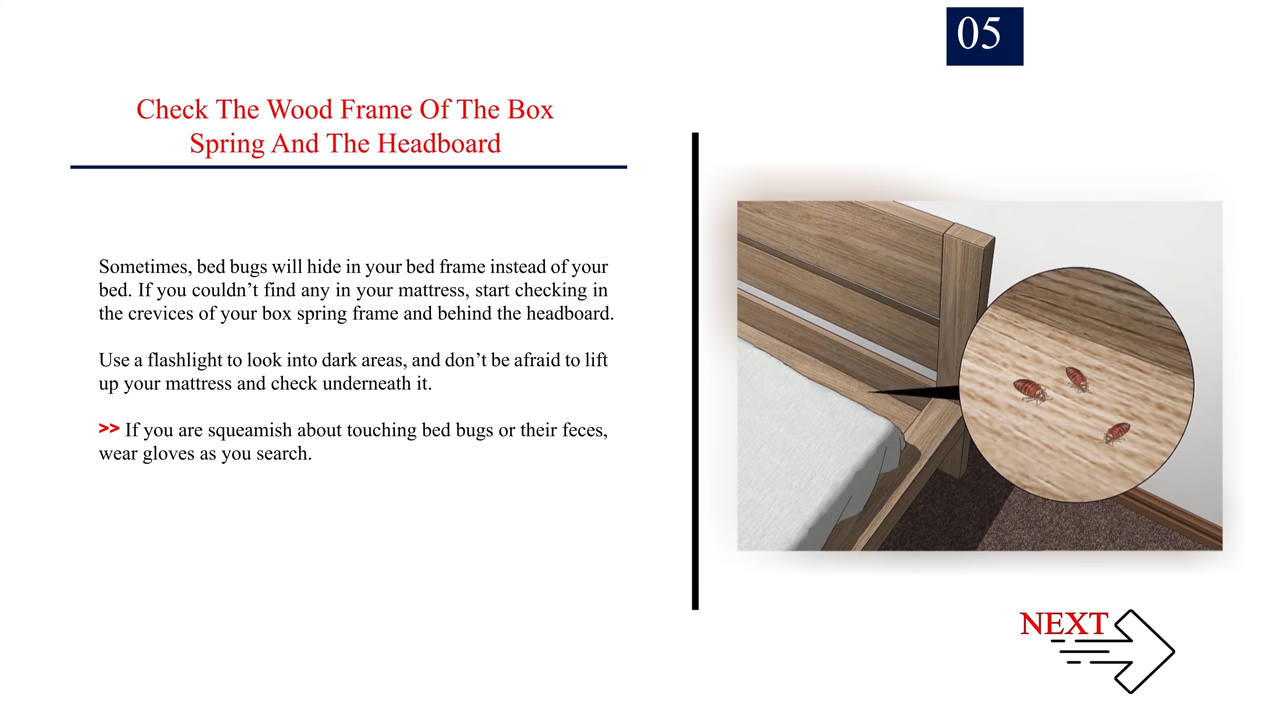 05
Check The Wood Frame Of The Box
Spring And The Headboard
Sometimes, bed bugs will hide in your bed frame instead of your
bed. If you couldn’t find any in your mattress, start checking in
the crevices of your box spring frame and behind the headboard.
Use a flashlight to look into dark areas, and don’t be afraid to lift
up your mattress and check underneath it.
>> If you are squeamish about touching bed bugs or their feces,
wear gloves as you search.
NEXT